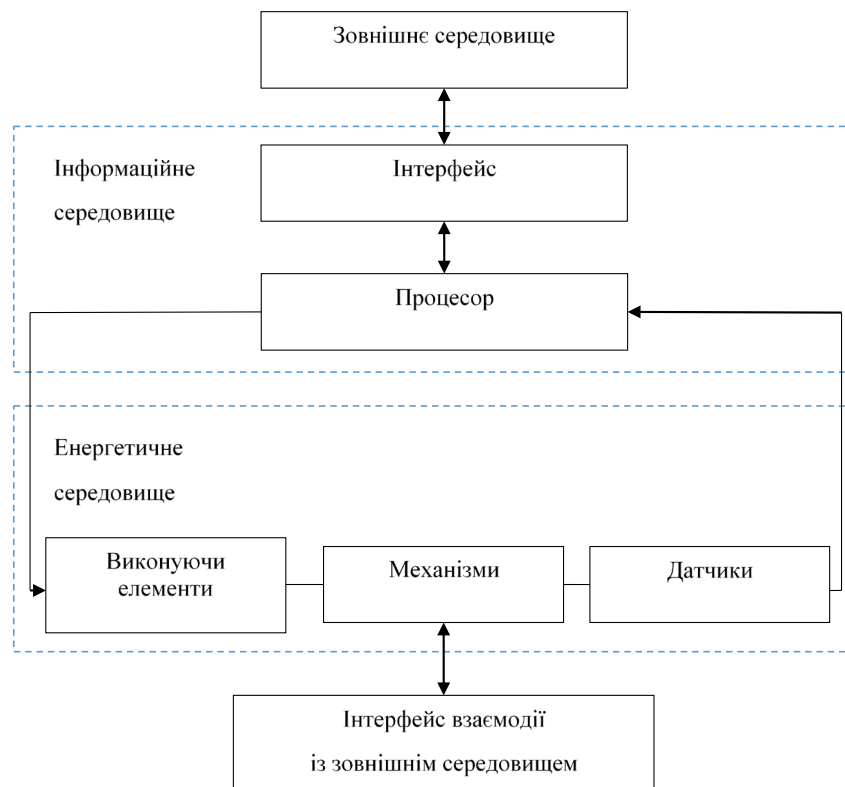 Зовнішнє середовище
Інформаційне
середовище
Інтерфейс
Процесор
Енергетичне
середовище
Виконуючи
елементи
Механізми
Датчики
Інтерфейс взаємодії
із зовнішнім середовищем